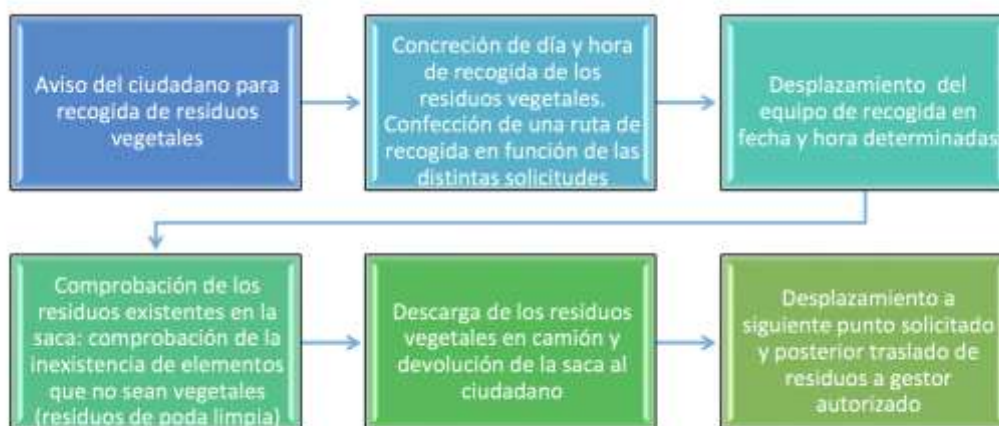 Aviso del ciudadano para
recogida de residuos
vegetales
Concreción de día y hora
de recogida de los
residuos vegetales.
Confección de una ruta de
recogida en función de las
distintas solicitudes
Desplazamiento del
equipo de recogida en
fecha y hora determinadas
Comprobación de los
residuos existentes en la
saca: comprobación de la
inexistencia de elementos
que no sean vegetales
(residuos de poda limpia)
Descarga de los residuos
vegetales en camión y
devolución de la saca al
ciudadano
Desplazamiento a
siguiente punto solicitado
y posterior traslado de
residuos a gestor
autorizado